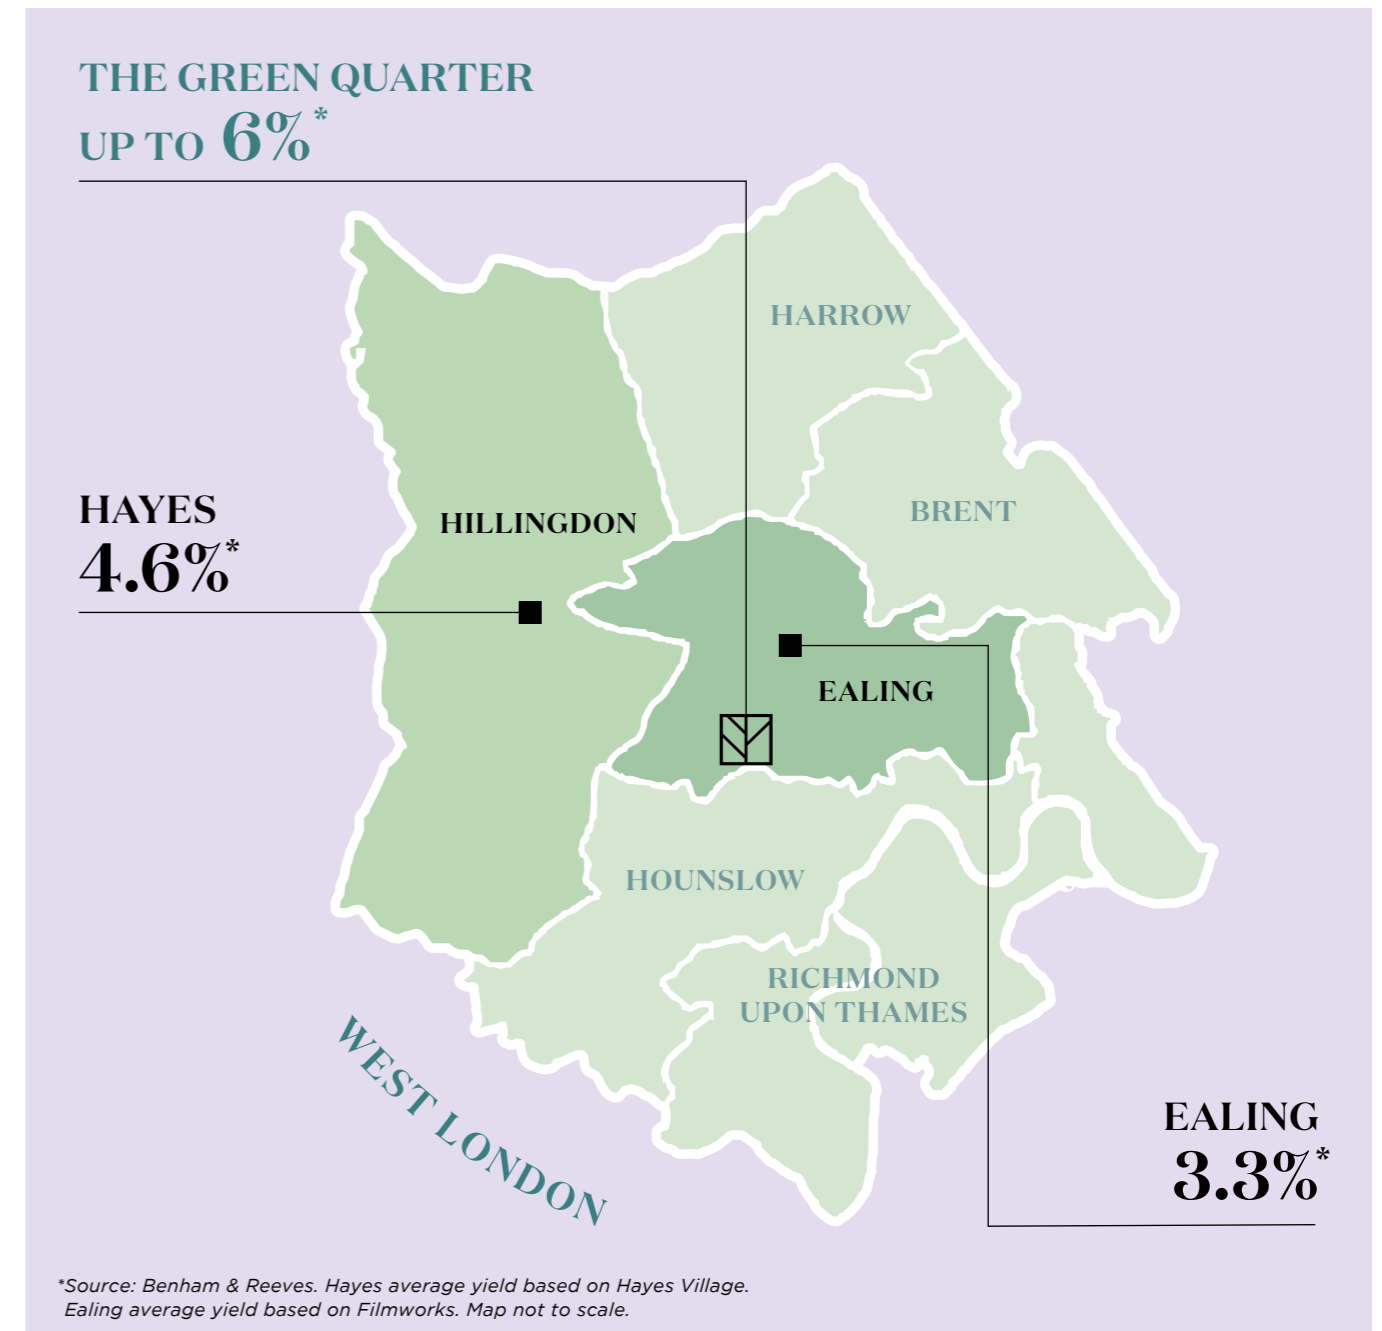 THE GREEN QUARTER
UP TO 6%*
HARROW
HAYES
4.6%*
HILLINGDON
BRENT
EALING
HOUNSLOW
RICHMOND
UPON THAMES
WEST LONDON
EALING
3.3%*
*Source: Benham & Reeves. Hayes average yield based on Hayes Village.
Ealing average yield based on Filmworks. Map not to scale.